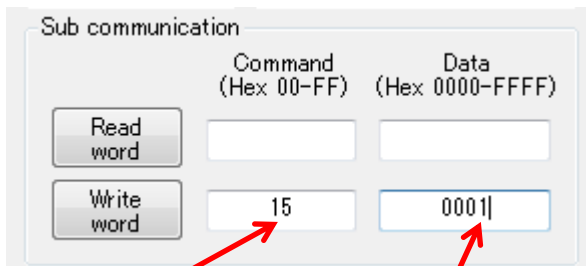 Sub communication
Command Data
(Hex 00-FF) (Hex 0000-FFFF)
Read
word
Write 15 0001
word